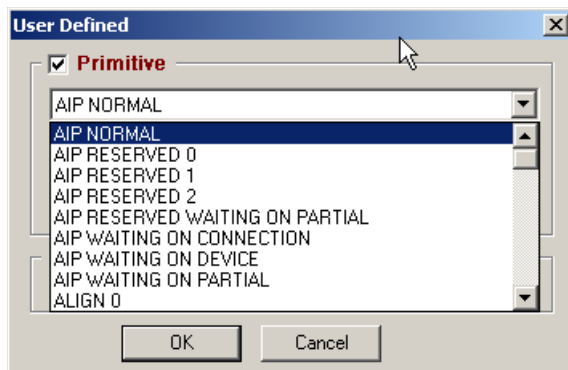 User Defined
Primitive
AIP NORMAL
AIP NORMAL
AIP RESERVED 0
AIP RESERVED 1
AIP RESERVED 2
AIP RESERVED WAITING ON PARTIAL
AIP WAITING ON CONNECTION
AIP WAITING ON DEVICE
AIP WAITING ON PARTIAL
ALIGN 0
OK Cancel